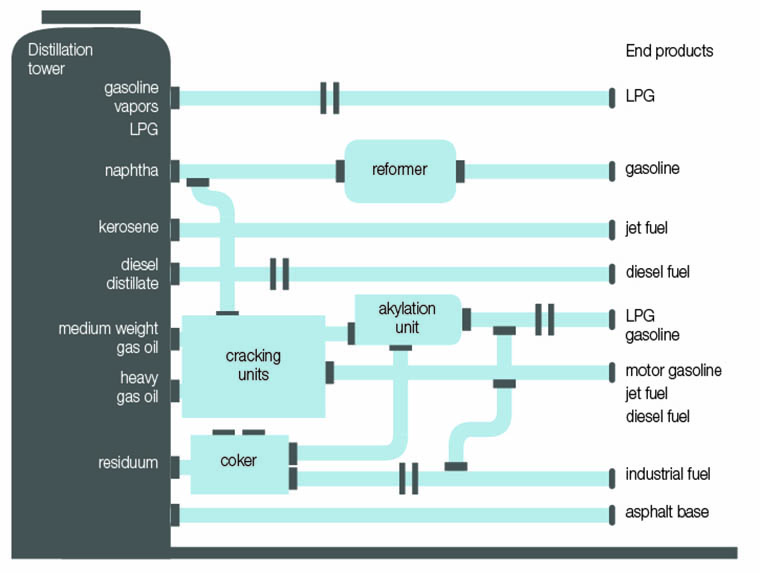 Distillation
tower
End products
gasoline
vapors
LPG
LPG
naphtha
reformer
gasoline
kerosene
jet fuel
diesel
distillate
diesel fuel
akylation
unit
LPG
gasoline
medium weight
gas oil
cracking
units
heavy
gas oil
motor gasoline
jet fuel
diesel fuel
residuum
coker
industrial fuel
asphalt base